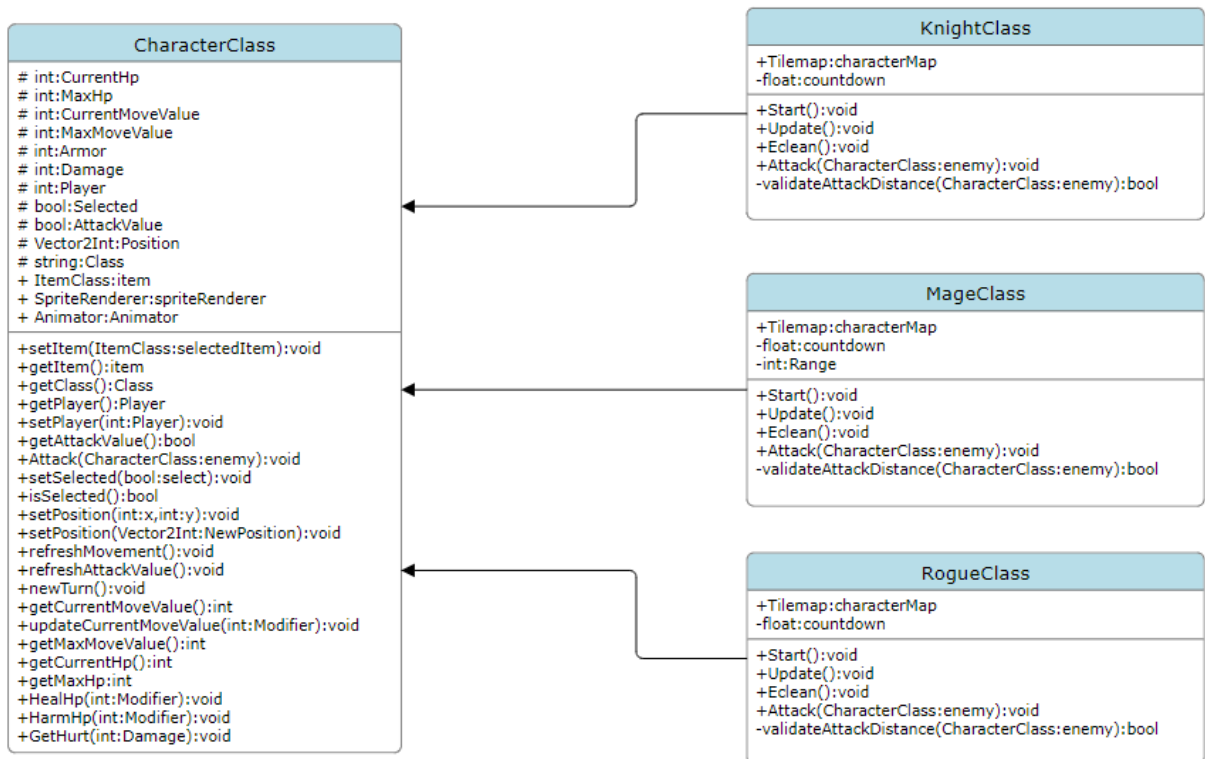 CharacterClass
# int:CurrentHp
# int:MaxHp
# int:CurrentMoveValue
# int:MaxMoveValue
# int:Armor
# int:Damage
# int:Player
# bool:Selected
# bool:AttackValue
# Vector2Int:Position
# string:Class
+ ItemClass:item
+ SpriteRenderer:spriteRenderer
+ Animator:Animator
+setItem(ItemClass:selectedItem):void
+getItem():item
+getClass():Class
+getPlayer():Player
+setPlayer(int:Player):void
+getAttackValue():bool
+Attack(CharacterClass:enemy):void
+setSelected(bool:select):void
+isSelected():bool
+setPosition(int:x,int:y):void
+setPosition(Vector2Int:NewPosition):void
+refreshMovement():void
+refreshAttackValue():void
+newTurn():void
+getCurrentMoveValue():int
+updateCurrentMoveValue(int:Modifier):void
+getMaxMoveValue():int
+getCurrentHp():int
+getMaxHp:int
+HealHp(int:Modifier):void
+HarmHp(int:Modifier):void
+GetHurt(int:Damage):void
KnightClass
+Tilemap:characterMap
-float:countdown
+Start():void
+Update():void
+Eclean():void
+Attack(CharacterClass:enemy):void
-validateAttackDistance(CharacterClass:enemy):bool
MageClass
+Tilemap:characterMap
-float:countdown
-int:Range
+Start():void
+Update():void
+Eclean():void
+Attack(CharacterClass:enemy):void
-validateAttackDistance(CharacterClass:enemy):bool
RogueClass
+Tilemap:characterMap
-float:countdown
+Start():void
+Update():void
+Eclean():void
+Attack(CharacterClass:enemy):void
-validateAttackDistance(CharacterClass:enemy):bool